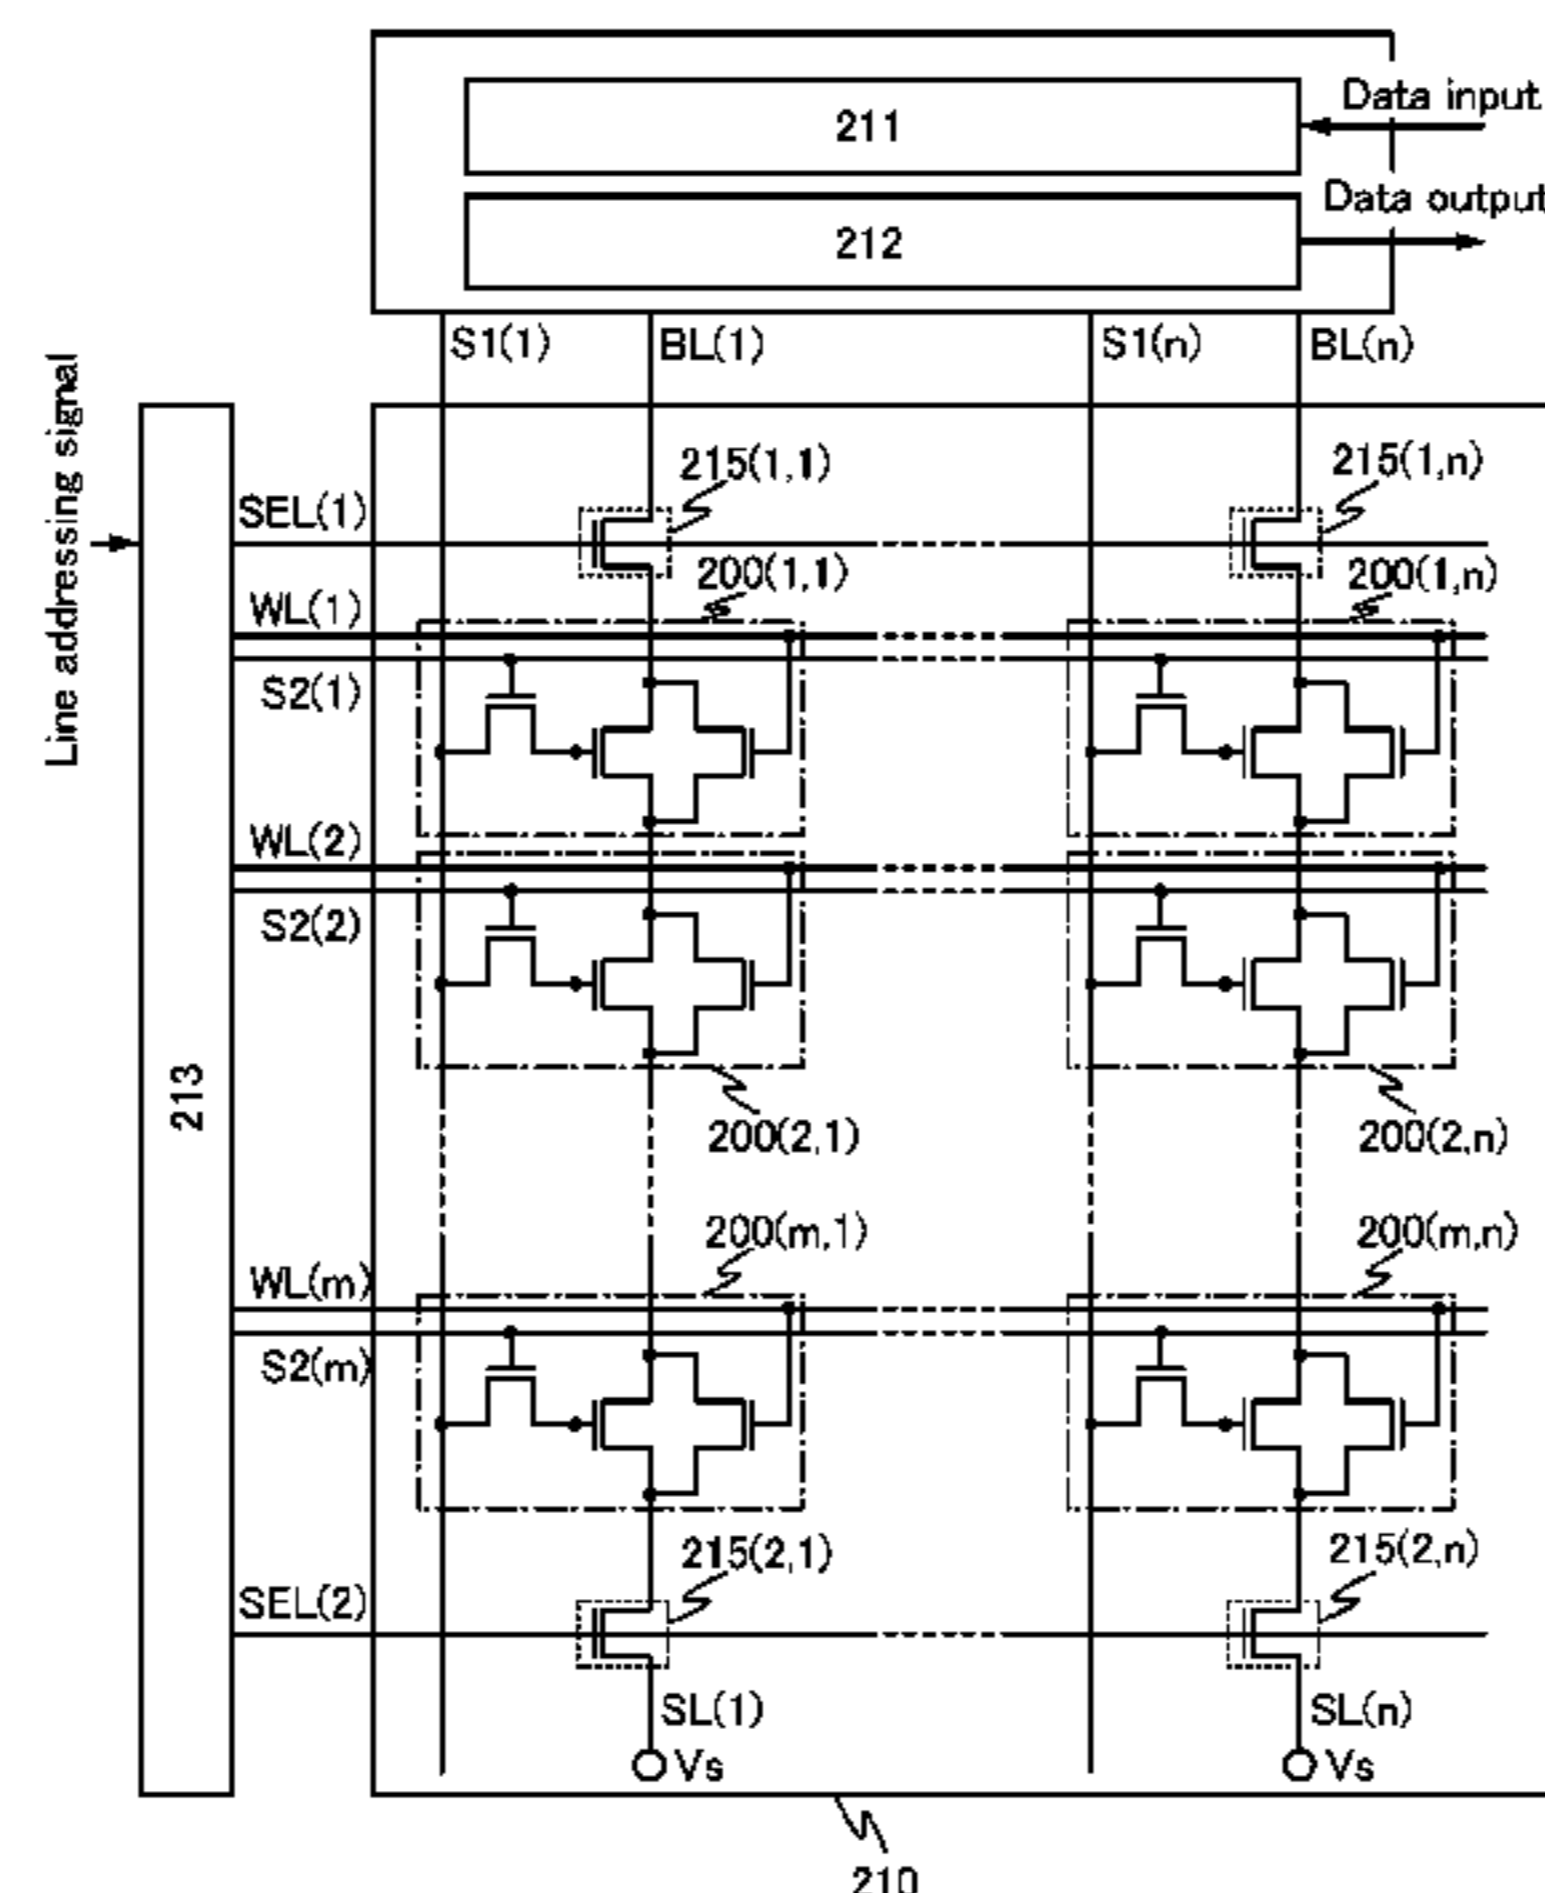 Data input
211
Data output
212
S1(1)
BL(1)
S1(n)
BL(n)
Line addressing signal
215(1,1)
215(1,n)
SEL(1)
200(1,1)
200(1,n)
WL(1)
S2(1)
WL(2)
S2(2)
213
200(2,1)
200(2,n)
200(m,1)
200(m,n)
WL(m)
S2(m)
215(2,1)
215(2,n)
SEL(2)
SL(1)
SL(n)
Vs
Vs
210